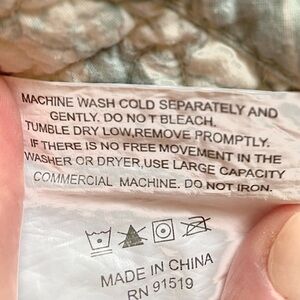 MACHINE WASH COLD SEPARATELY AND
GENTLY. DO NOT BLEACH.
TUMBLE DRY LOW,REMOVE PROMPTLY.
IF THERE IS NO FREE MOVEMENT IN THE
WASHER OR DRYER,USE LARGE CAPACITY
COMMERCIAL MACHINE. DO NOT IRON.
MADE IN CHINA
RN 91519